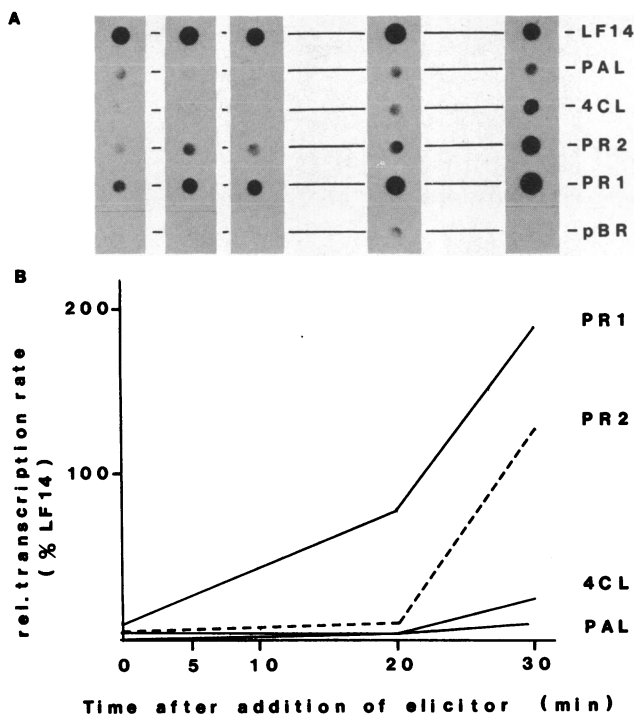 A
-LF14
-PAL
-4CL
-PR2
-PR1
-pBR
B
200
100
rel.transcription rate
(% LF14)
PR1
PR2
4CL
PAL
0 5 10 20 30
Time after addition of elicitor (min)